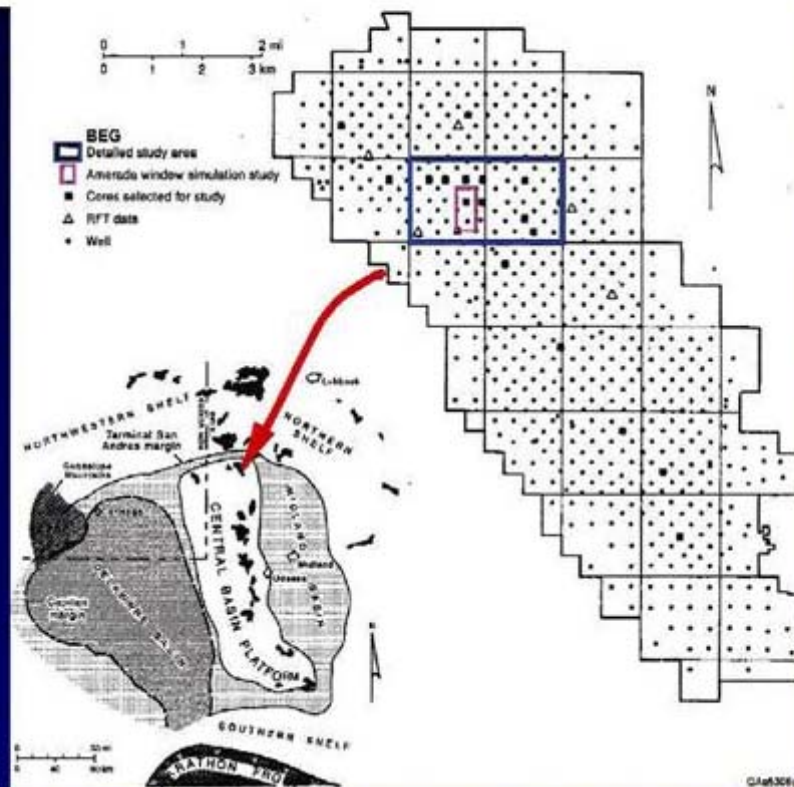 0 1 2 mi
0 1 2 3 km
N
BEG
Detailed study area
Amerada window simulation study
Cores selected for study
RFT data
Well
Lubbock
NORTHWESTERN SHELF
NORTHERN SHELF
Terminal San Andres margin
Guadalupe Mountains
CENTRAL BASIN PLATFORM
MIDLAND BASIN
Midland
Odessa
DELAWARE BASIN
Capitan margin
SOUTHERN SHELF